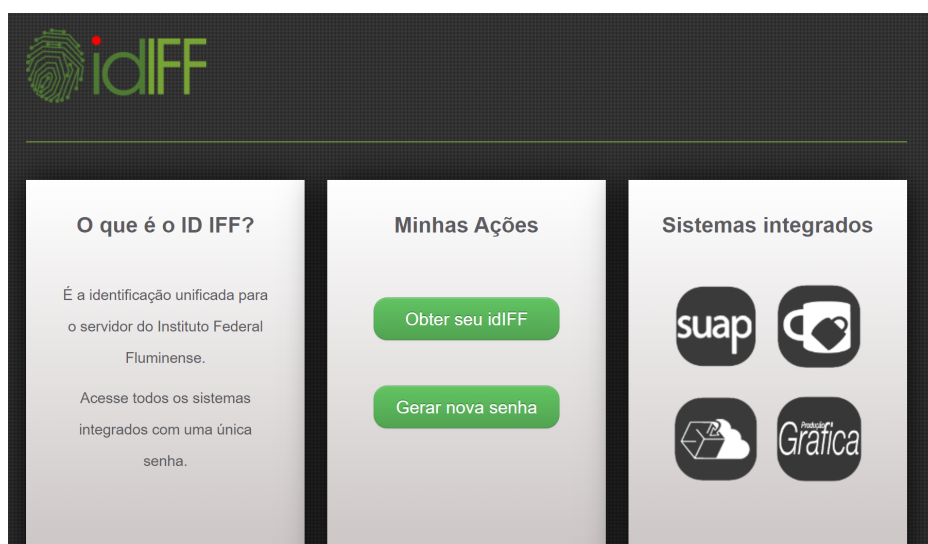 idIFF
O que é o ID IFF?
É a identificação unificada para
o servidor do Instituto Federal
Fluminense.
Acesse todos os sistemas
integrados com uma única
senha.
Minhas Ações
Obter seu idIFF
Gerar nova senha
Sistemas integrados
suap
Produção
Gráfica